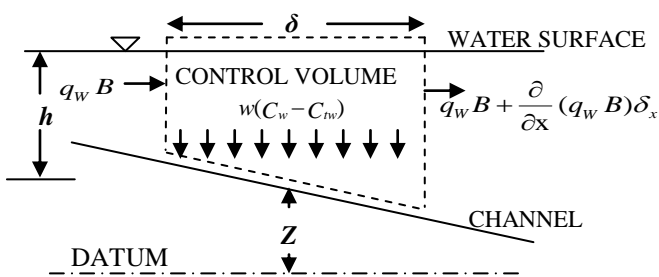 δ
WATER SURFACE
q_W B
CONTROL VOLUME
q_W B + ∂/∂x (q_W B)δ_x
h
w(C_w − C_tw)
CHANNEL
Z
DATUM